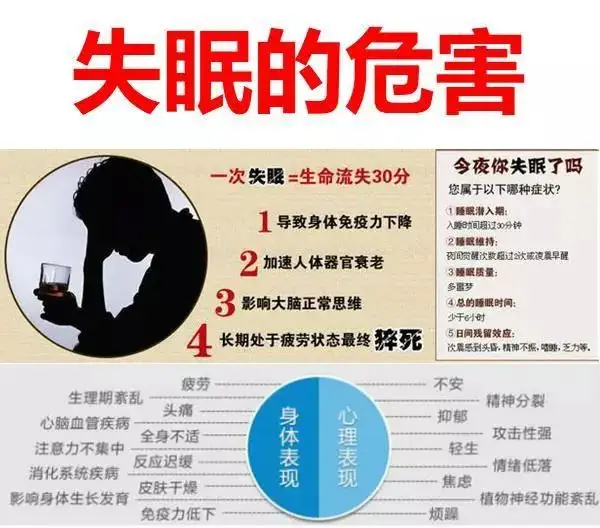 失眠的危害
一次失眠=生命流失30分
1 导致身体免疫力下降
2 加速人体器官衰老
3 影响大脑正常思维
4 长期处于疲劳状态最终猝死
今夜你失眠了吗
您属于以下哪种症状?
①睡眠潜入期:
入睡时间超过30分钟
②睡眠维持:
夜间觉醒次数超过2次或凌晨早醒
③睡眠质量:
多噩梦
④总的睡眠时间:
少于6小时
⑤日间残留效应:
次晨感到头昏,精神不振,嗜睡,乏力等。
疲劳
生理期紊乱
头痛
心脑血管疾病
全身不适
注意力不集中
反应迟缓
消化系统疾病
皮肤干燥
影响身体生长发育
免疫力低下
身体表现
心理表现
不安
精神分裂
抑郁
攻击性强
轻生
情绪低落
焦虑
植物神经功能紊乱
烦躁